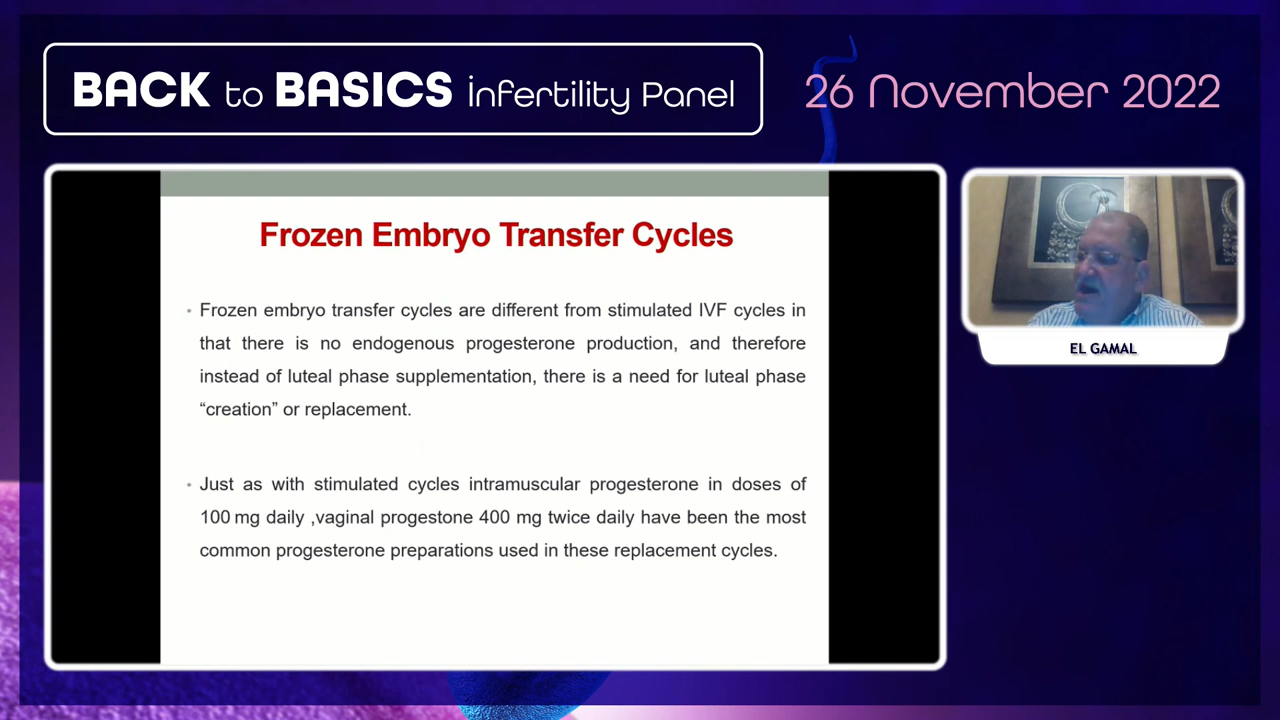 BACK to BASICS infertility Panel
26 November 2022
Frozen Embryo Transfer Cycles
• Frozen embryo transfer cycles are different from stimulated IVF cycles in
that there is no endogenous progesterone production, and therefore
instead of luteal phase supplementation, there is a need for luteal phase
“creation” or replacement.
• Just as with stimulated cycles intramuscular progesterone in doses of
100 mg daily ,vaginal progestone 400 mg twice daily have been the most
common progesterone preparations used in these replacement cycles.
EL GAMAL